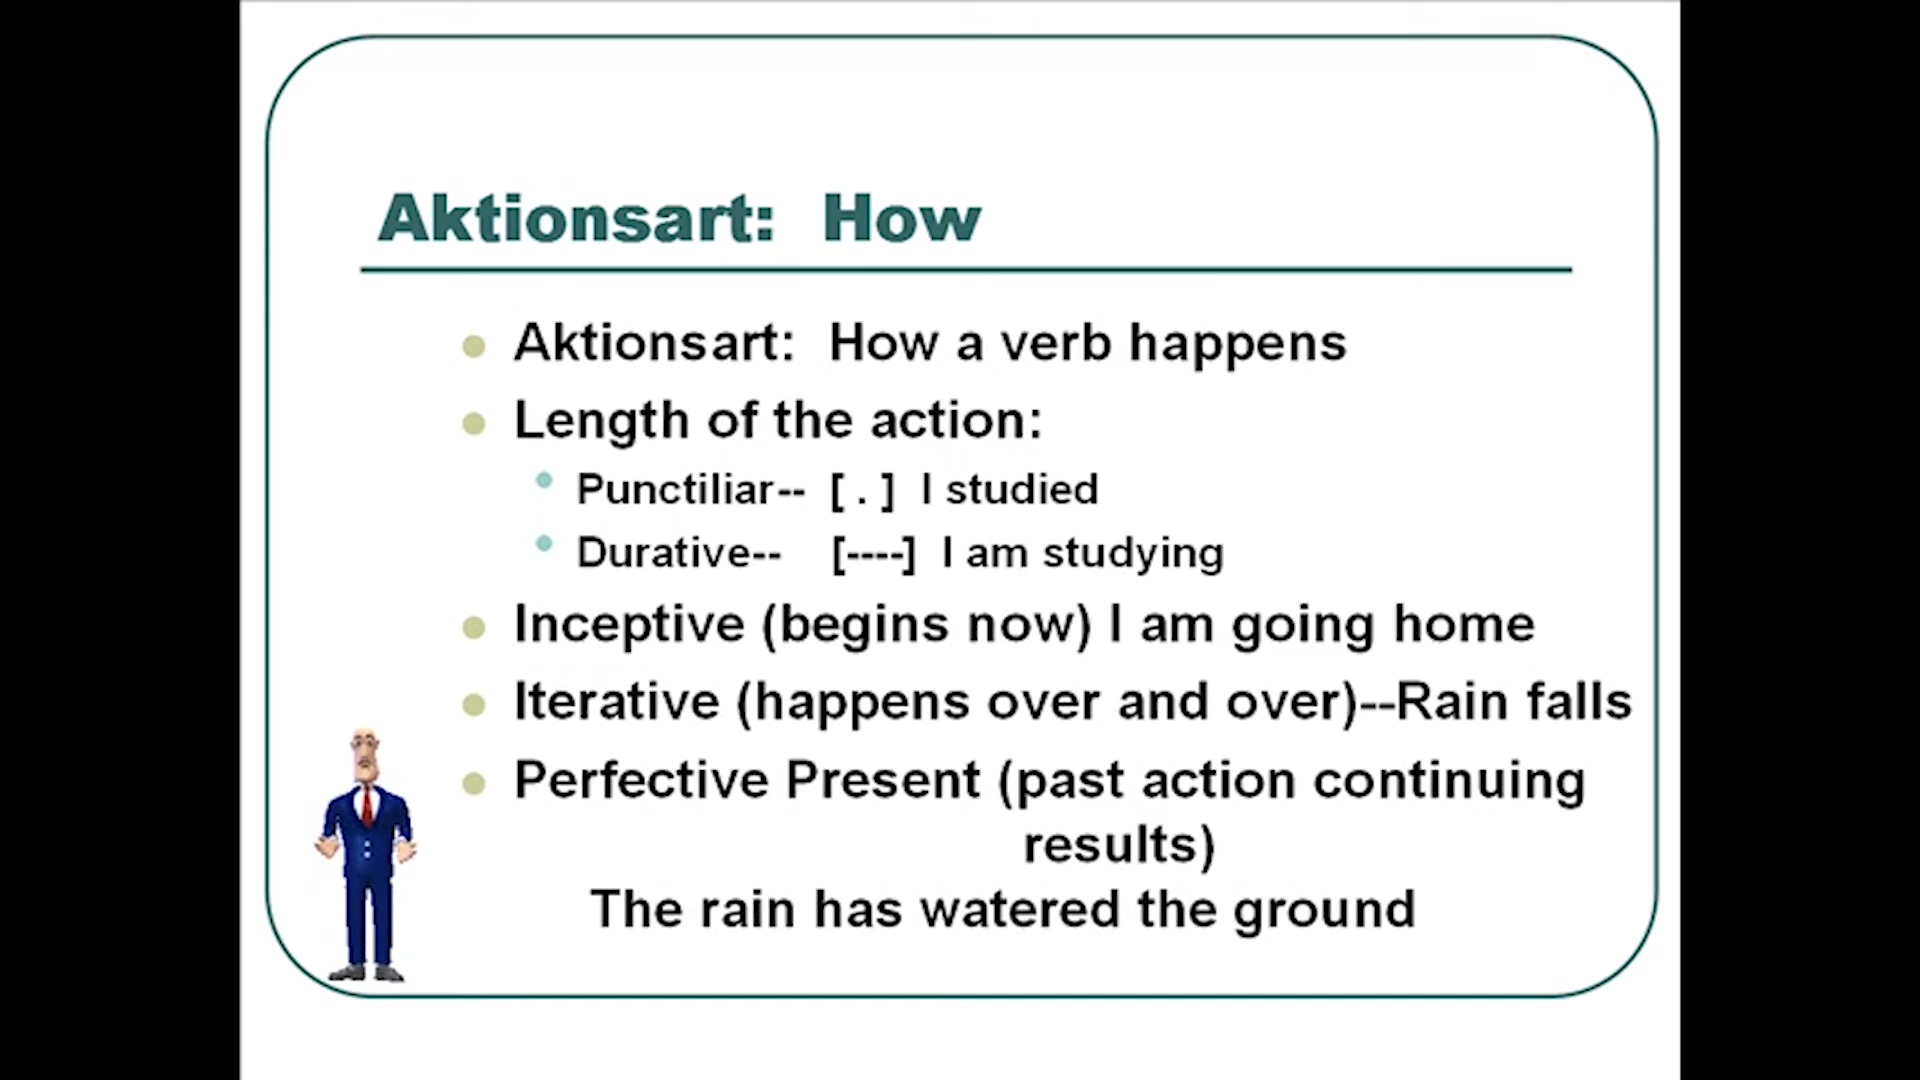 Aktionsart:  How
Aktionsart:  How a verb happens
Length of the action:
Punctiliar--  [ . ]  I studied
Durative--    [----]  I am studying
Inceptive (begins now) I am going home
Iterative (happens over and over)--Rain falls
Perfective Present (past action continuing
results)
The rain has watered the ground